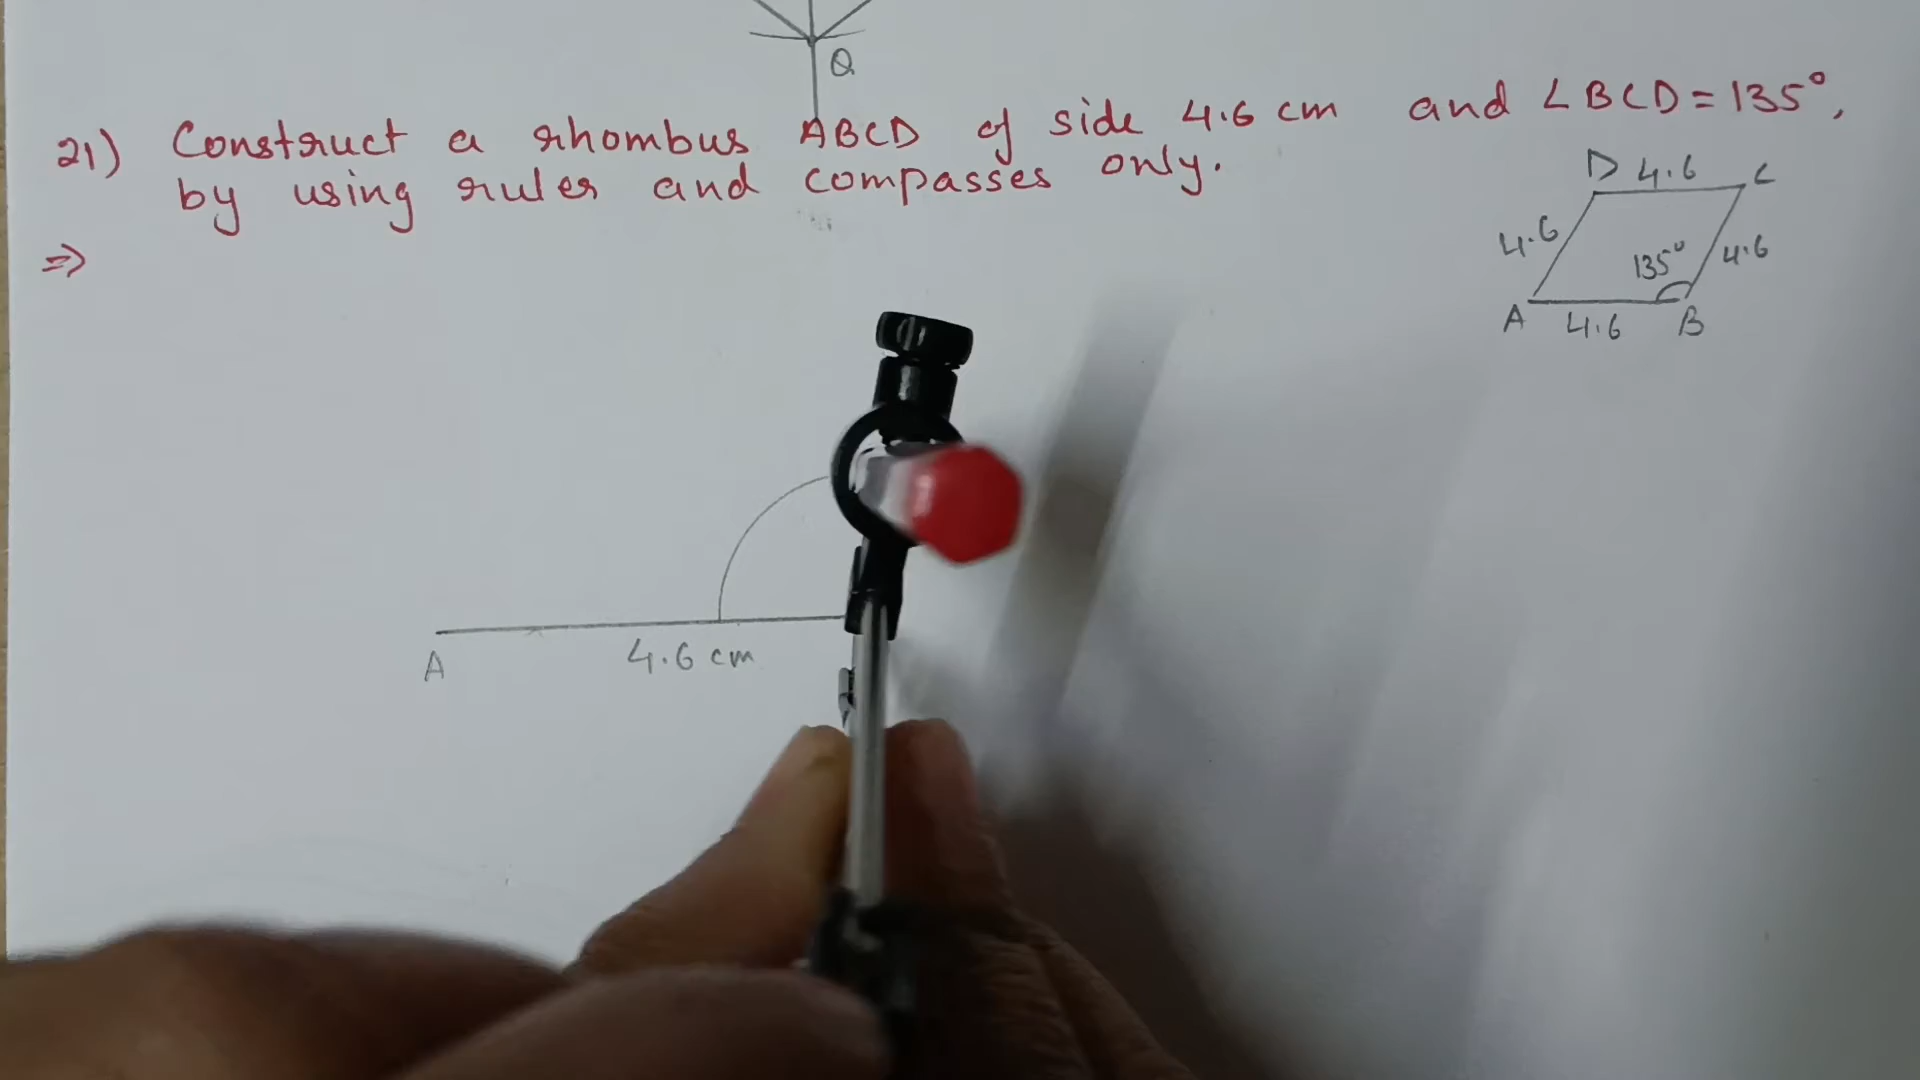 Q
21) Construct a rhombus ABCD of side 4.6 cm and ∠BCD = 135°,
by using ruler and compasses only.
⇒
D 4.6 C
4.6 135° 4.6
A 4.6 B
A 4.6 cm